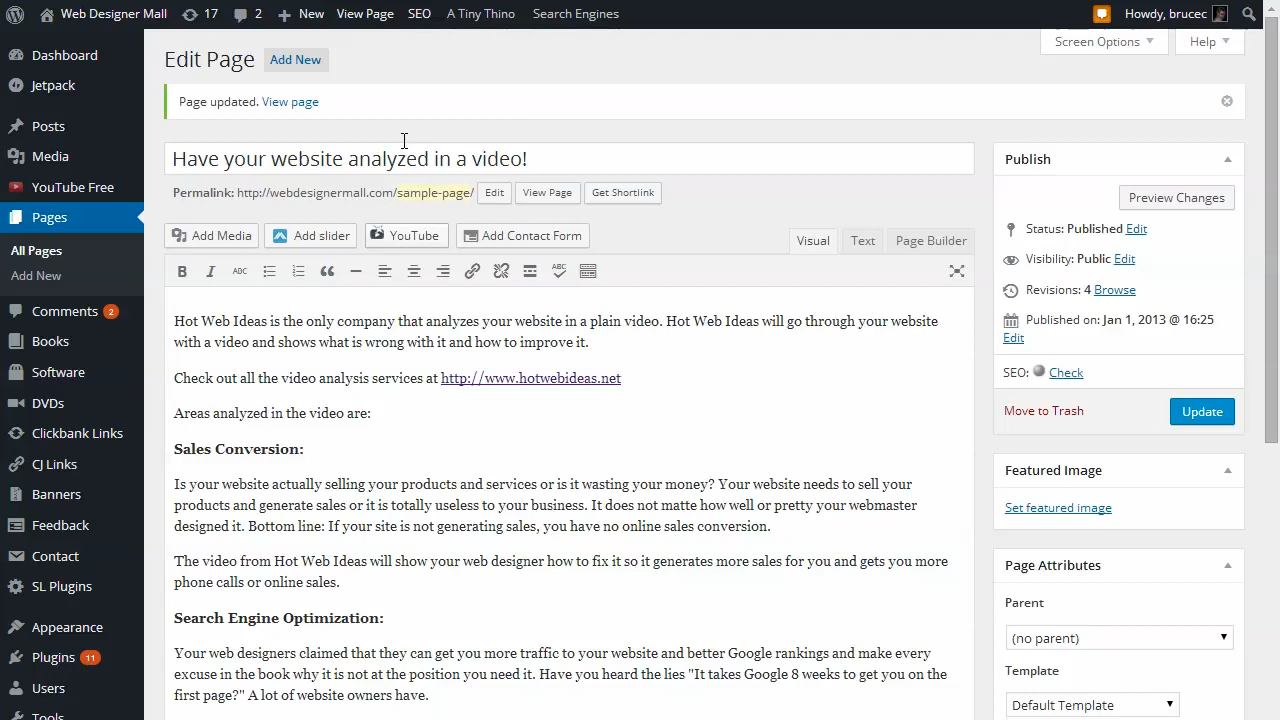 Web Designer Mall 17 2 New View Page SEO A Tiny Thino Search Engines Howdy, brucec
Screen Options Help
Dashboard
Jetpack
Posts
Media
YouTube Free
Pages
All Pages
Add New
Comments 2
Books
Software
DVDs
Clickbank Links
CJ Links
Banners
Feedback
Contact
SL Plugins
Appearance
Plugins 11
Users
Tools
Edit Page Add New
Page updated. View page
Have your website analyzed in a video!
Permalink: http://webdesignermall.com/sample-page/ Edit View Page Get Shortlink
Add Media Add slider YouTube Add Contact Form Visual Text Page Builder
B I ABC ABC
Hot Web Ideas is the only company that analyzes your website in a plain video. Hot Web Ideas will go through your website
with a video and shows what is wrong with it and how to improve it.
Check out all the video analysis services at http://www.hotwebideas.net
Areas analyzed in the video are:
Sales Conversion:
Is your website actually selling your products and services or is it wasting your money? Your website needs to sell your
products and generate sales or it is totally useless to your business. It does not matte how well or pretty your webmaster
designed it. Bottom line: If your site is not generating sales, you have no online sales conversion.
The video from Hot Web Ideas will show your web designer how to fix it so it generates more sales for you and gets you more
phone calls or online sales.
Search Engine Optimization:
Your web designers claimed that they can get you more traffic to your website and better Google rankings and make every
excuse in the book why it is not at the position you need it. Have you heard the lies "It takes Google 8 weeks to get you on the
first page?" A lot of website owners have.
Publish
Preview Changes
Status: Published Edit
Visibility: Public Edit
Revisions: 4 Browse
Published on: Jan 1, 2013 @ 16:25
Edit
SEO: Check
Move to Trash Update
Featured Image
Set featured image
Page Attributes
Parent
(no parent)
Template
Default Template